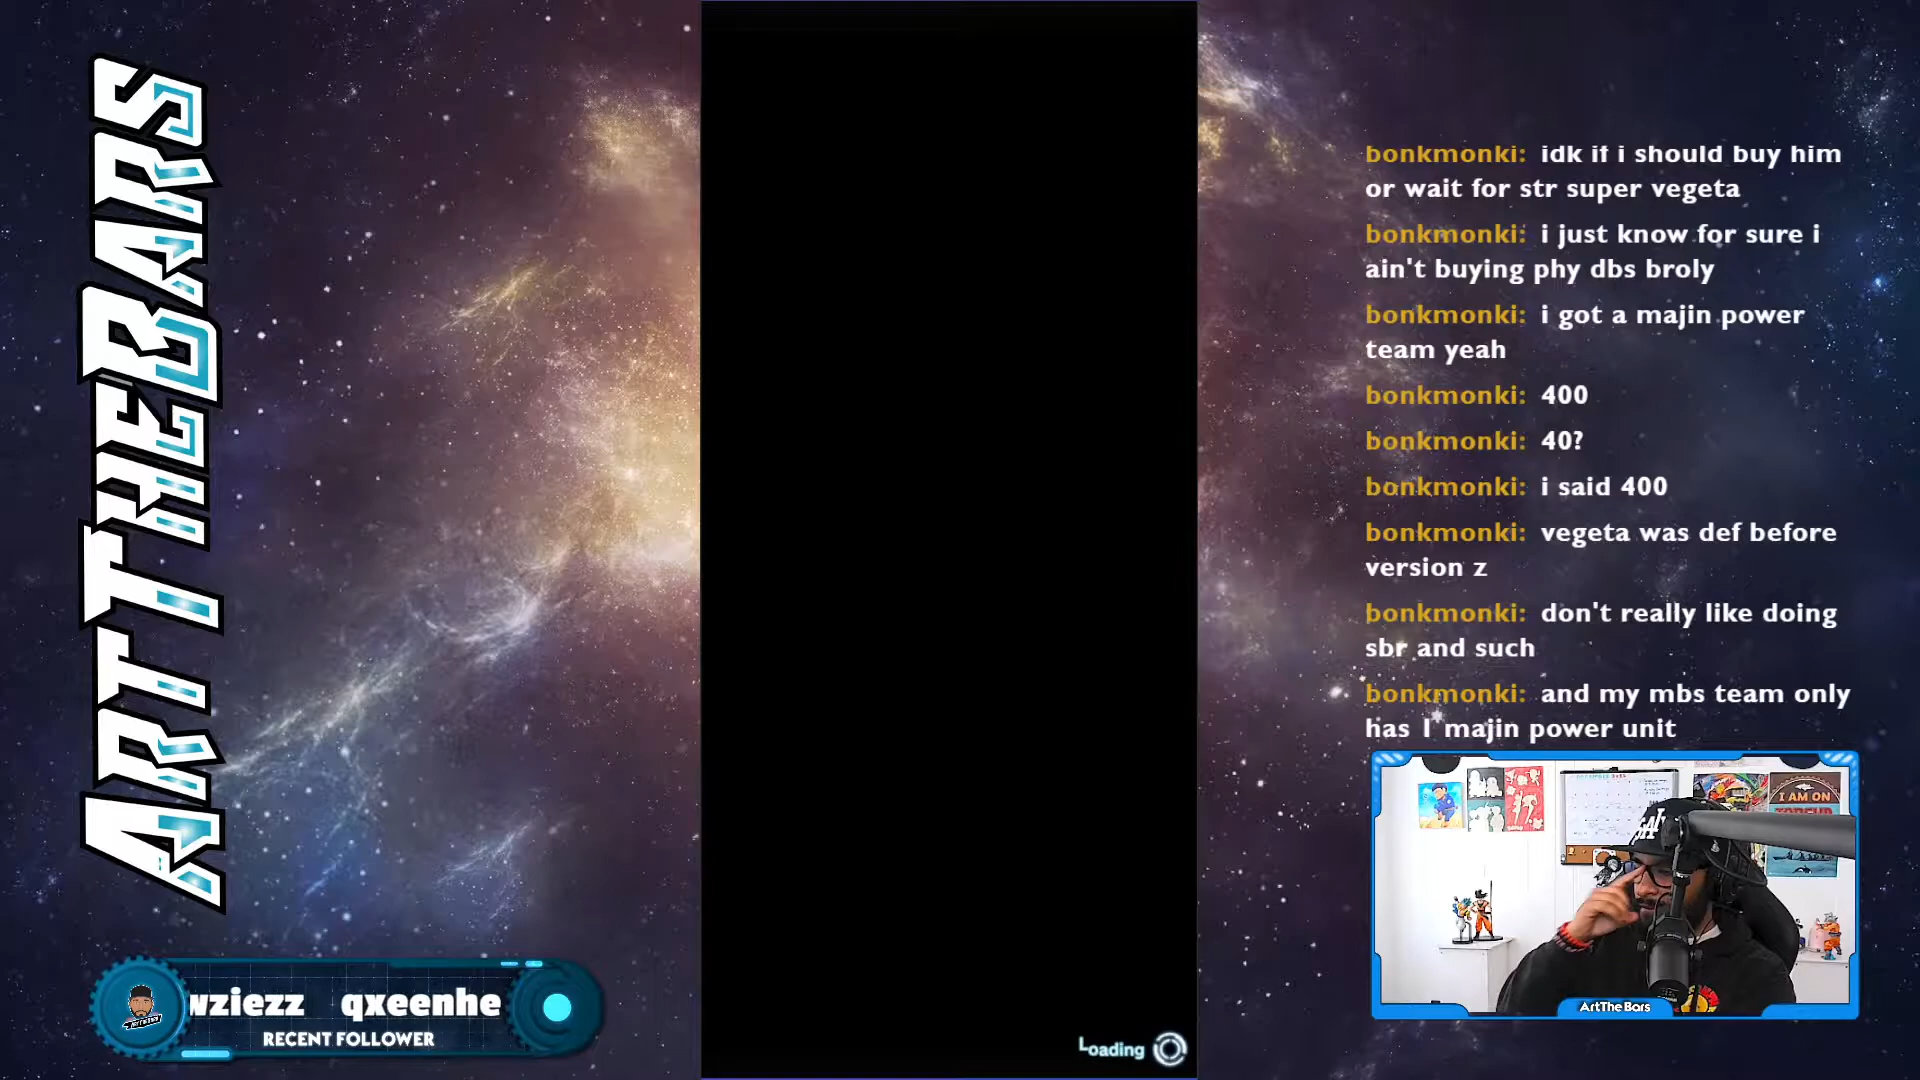 ARTTHEBARS
bonkmonki: idk if i should buy him
or wait for str super vegeta
bonkmonki: i just know for sure i
ain't buying phy dbs broly
bonkmonki: i got a majin power
team yeah
bonkmonki: 400
bonkmonki: 40?
bonkmonki: i said 400
bonkmonki: vegeta was def before
version z
bonkmonki: don't really like doing
sbr and such
bonkmonki: and my mbs team only
has 1 majin power unit
I AM ON
ArtTheBars
wziezz qxeenhe
RECENT FOLLOWER
Loading